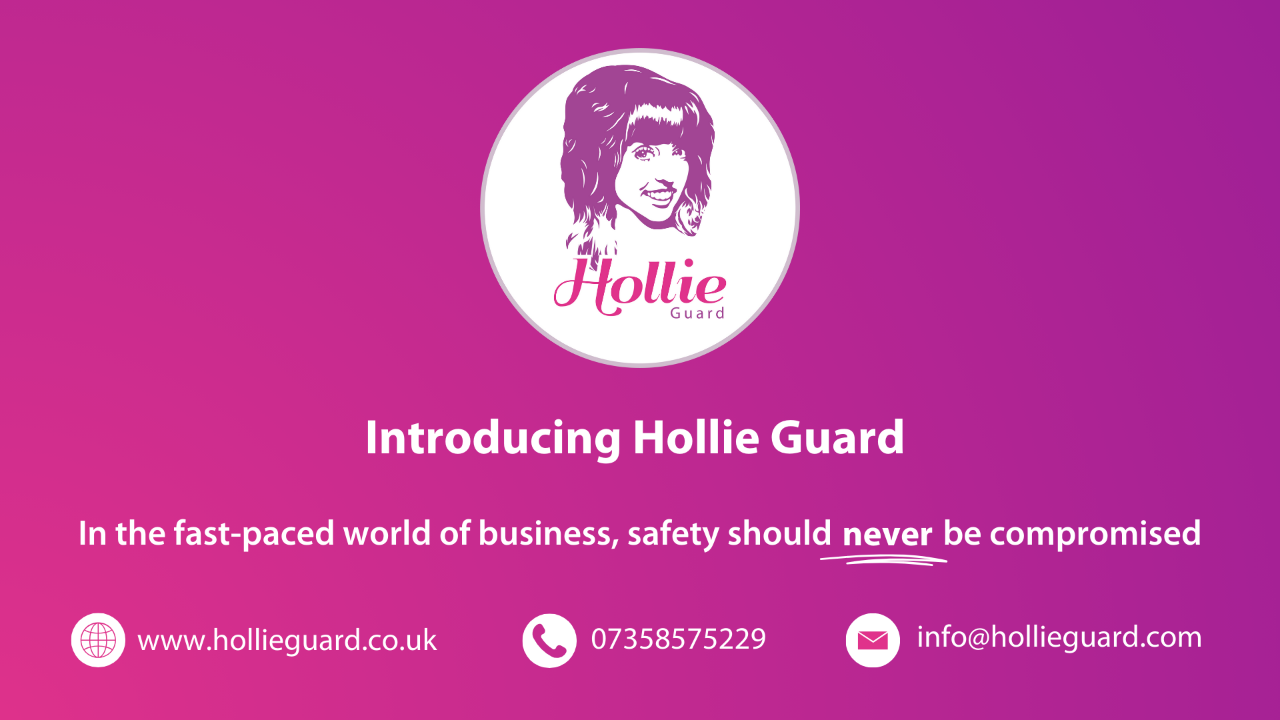 Hollie
Guard
Introducing Hollie Guard
In the fast-paced world of business, safety should never be compromised
www.hollieguard.co.uk
07358575229
info@hollieguard.com